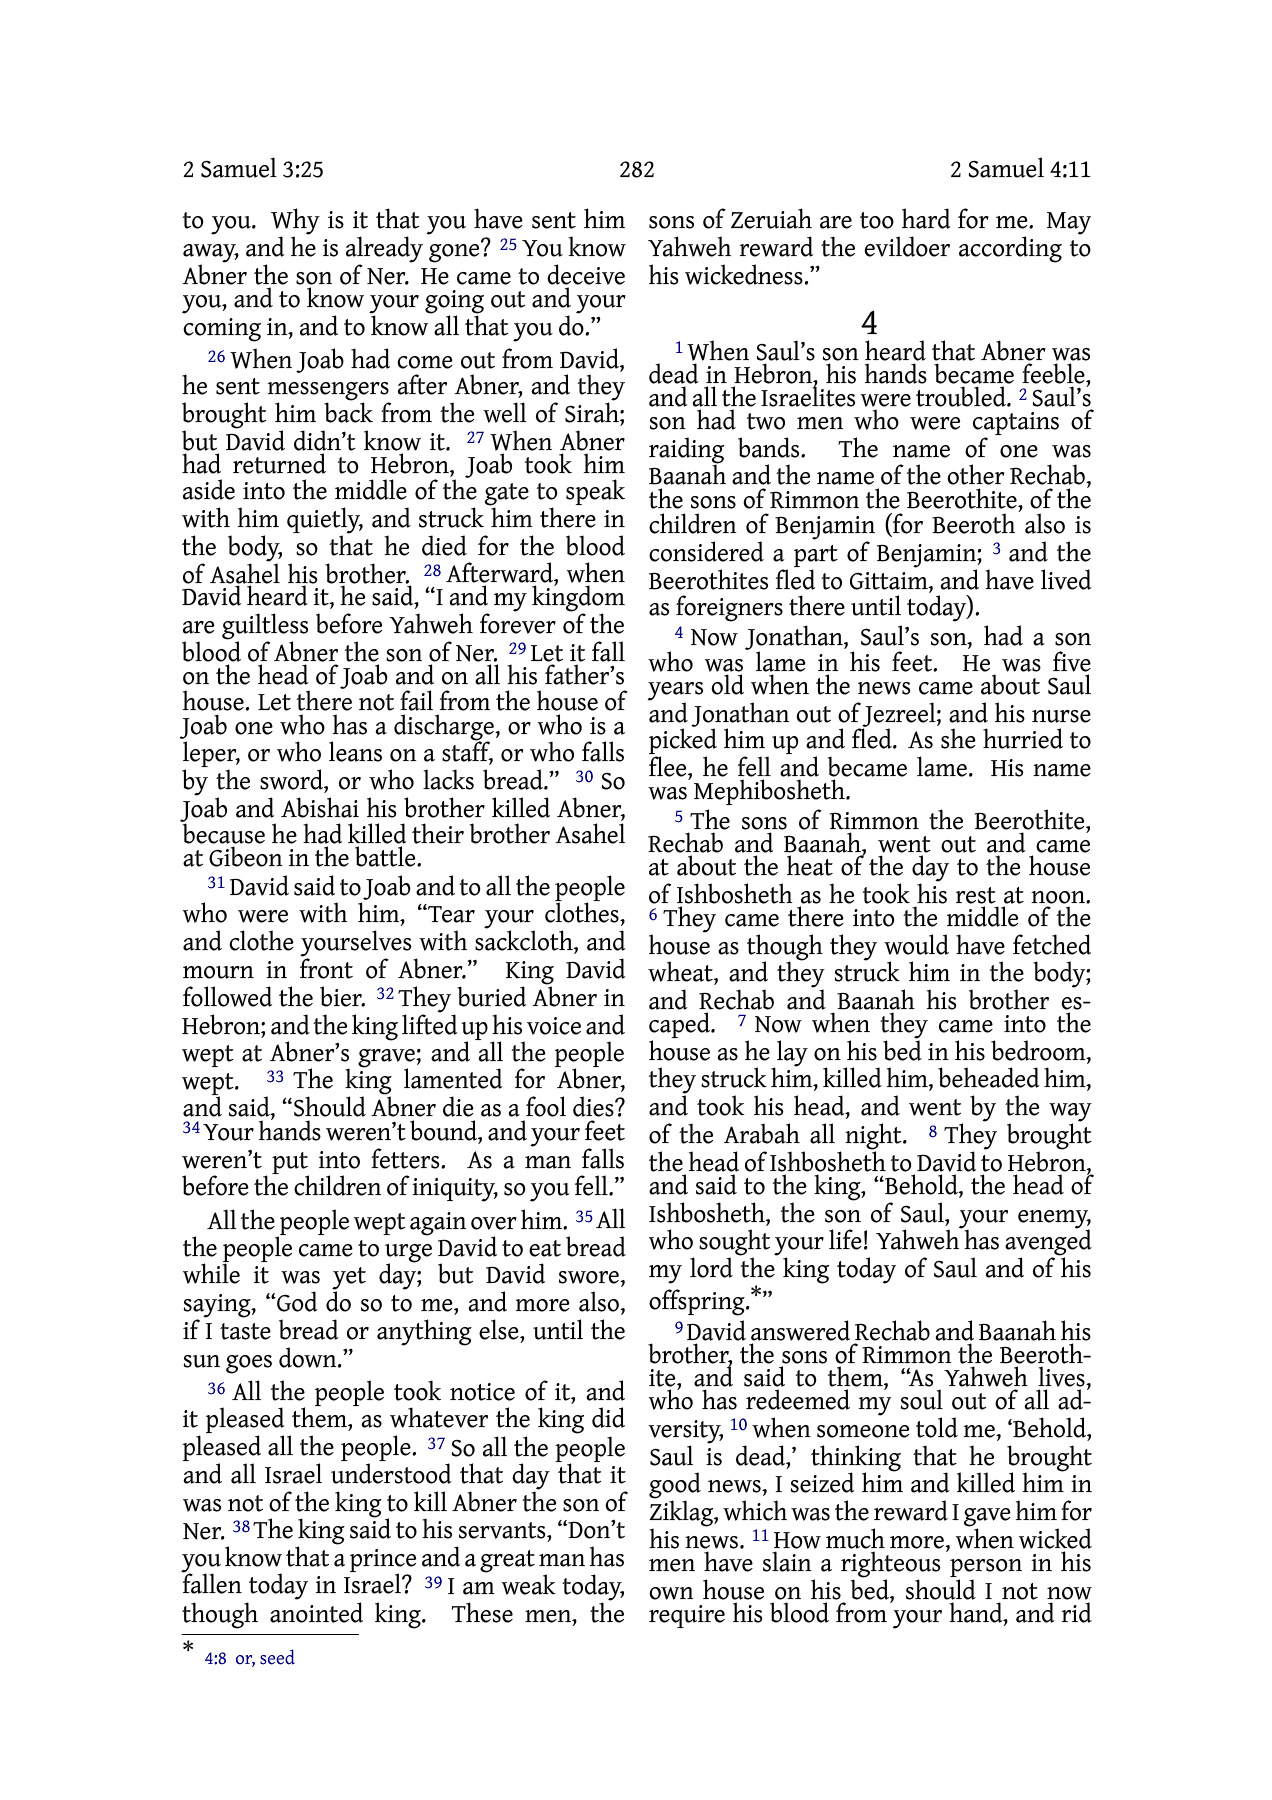 2 Samuel 3:25 282 2 Samuel 4:11
to you. Why is it that you have sent him
away, and he is already gone? 25 You know
Abner the son of Ner. He came to deceive
you, and to know your going out and your
coming in, and to know all that you do.”
26 When Joab had come out from David,
he sent messengers after Abner, and they
brought him back from the well of Sirah;
but David didn’t know it. 27 When Abner
had returned to Hebron, Joab took him
aside into the middle of the gate to speak
with him quietly, and struck him there in
the body, so that he died for the blood
of Asahel his brother. 28 Afterward, when
David heard it, he said, “I and my kingdom
are guiltless before Yahweh forever of the
blood of Abner the son of Ner. 29 Let it fall
on the head of Joab and on all his father’s
house. Let there not fail from the house of
Joab one who has a discharge, or who is a
leper, or who leans on a staff, or who falls
by the sword, or who lacks bread.” 30 So
Joab and Abishai his brother killed Abner,
because he had killed their brother Asahel
at Gibeon in the battle.
31 David said to Joab and to all the people
who were with him, “Tear your clothes,
and clothe yourselves with sackcloth, and
mourn in front of Abner.” King David
followed the bier. 32 They buried Abner in
Hebron; and the king lifted up his voice and
wept at Abner’s grave; and all the people
wept. 33 The king lamented for Abner,
and said, “Should Abner die as a fool dies?
34 Your hands weren’t bound, and your feet
weren’t put into fetters. As a man falls
before the children of iniquity, so you fell.”
All the people wept again over him. 35 All
the people came to urge David to eat bread
while it was yet day; but David swore,
saying, “God do so to me, and more also,
if I taste bread or anything else, until the
sun goes down.”
36 All the people took notice of it, and
it pleased them, as whatever the king did
pleased all the people. 37 So all the people
and all Israel understood that day that it
was not of the king to kill Abner the son of
Ner. 38 The king said to his servants, “Don’t
you know that a prince and a great man has
fallen today in Israel? 39 I am weak today,
though anointed king. These men, the
sons of Zeruiah are too hard for me. May
Yahweh reward the evildoer according to
his wickedness.”
4
1 When Saul’s son heard that Abner was
dead in Hebron, his hands became feeble,
and all the Israelites were troubled. 2 Saul’s
son had two men who were captains of
raiding bands. The name of one was
Baanah and the name of the other Rechab,
the sons of Rimmon the Beerothite, of the
children of Benjamin (for Beeroth also is
considered a part of Benjamin; 3 and the
Beerothites fled to Gittaim, and have lived
as foreigners there until today).
4 Now Jonathan, Saul’s son, had a son
who was lame in his feet. He was five
years old when the news came about Saul
and Jonathan out of Jezreel; and his nurse
picked him up and fled. As she hurried to
flee, he fell and became lame. His name
was Mephibosheth.
5 The sons of Rimmon the Beerothite,
Rechab and Baanah, went out and came
at about the heat of the day to the house
of Ishbosheth as he took his rest at noon.
6 They came there into the middle of the
house as though they would have fetched
wheat, and they struck him in the body;
and Rechab and Baanah his brother es-
caped. 7 Now when they came into the
house as he lay on his bed in his bedroom,
they struck him, killed him, beheaded him,
and took his head, and went by the way
of the Arabah all night. 8 They brought
the head of Ishbosheth to David to Hebron,
and said to the king, “Behold, the head of
Ishbosheth, the son of Saul, your enemy,
who sought your life! Yahweh has avenged
my lord the king today of Saul and of his
offspring.*”
9 David answered Rechab and Baanah his
brother, the sons of Rimmon the Beeroth-
ite, and said to them, “As Yahweh lives,
who has redeemed my soul out of all ad-
versity, 10 when someone told me, ‘Behold,
Saul is dead,’ thinking that he brought
good news, I seized him and killed him in
Ziklag, which was the reward I gave him for
his news. 11 How much more, when wicked
men have slain a righteous person in his
own house on his bed, should I not now
require his blood from your hand, and rid
* 4:8 or, seed